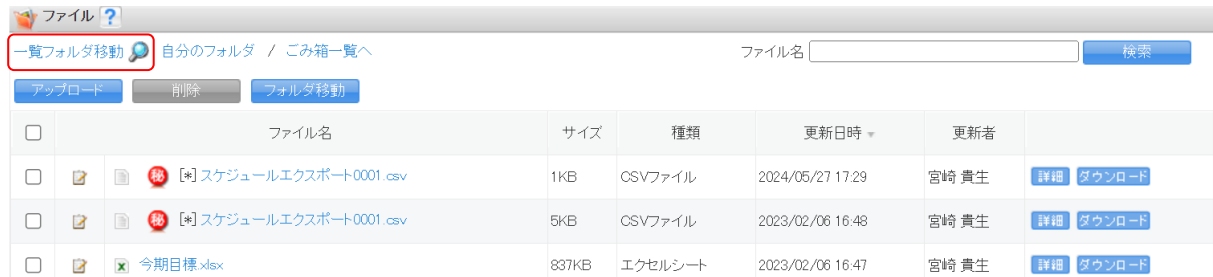 ファイル ?
一覧フォルダ移動 自分のフォルダ / ごみ箱一覧へ ファイル名 検索
アップロード 削除 フォルダ移動
ファイル名 サイズ 種類 更新日時 更新者
秘 [*]スケジュールエクスポート0001.csv 1KB CSVファイル 2024/05/27 17:29 宮崎 貴生 詳細 ダウンロード
秘 [*]スケジュールエクスポート0001.csv 5KB CSVファイル 2023/02/06 16:48 宮崎 貴生 詳細 ダウンロード
今期目標.xlsx 837KB エクセルシート 2023/02/06 16:47 宮崎 貴生 詳細 ダウンロード